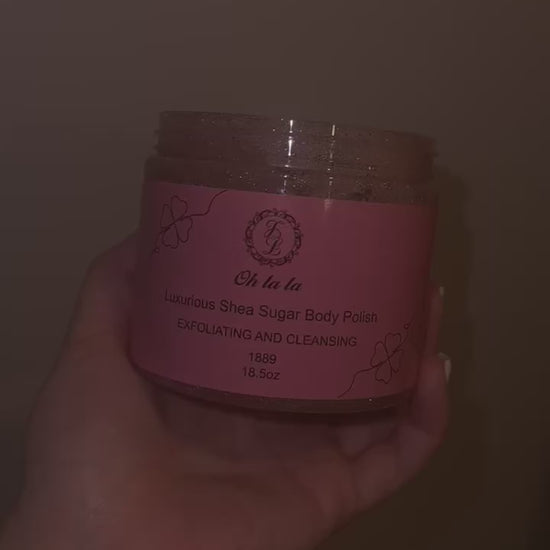 Oh la la
Luxurious Shea Sugar Body Polish
EXFOLIATING AND CLEANSING
1889
18.5oz